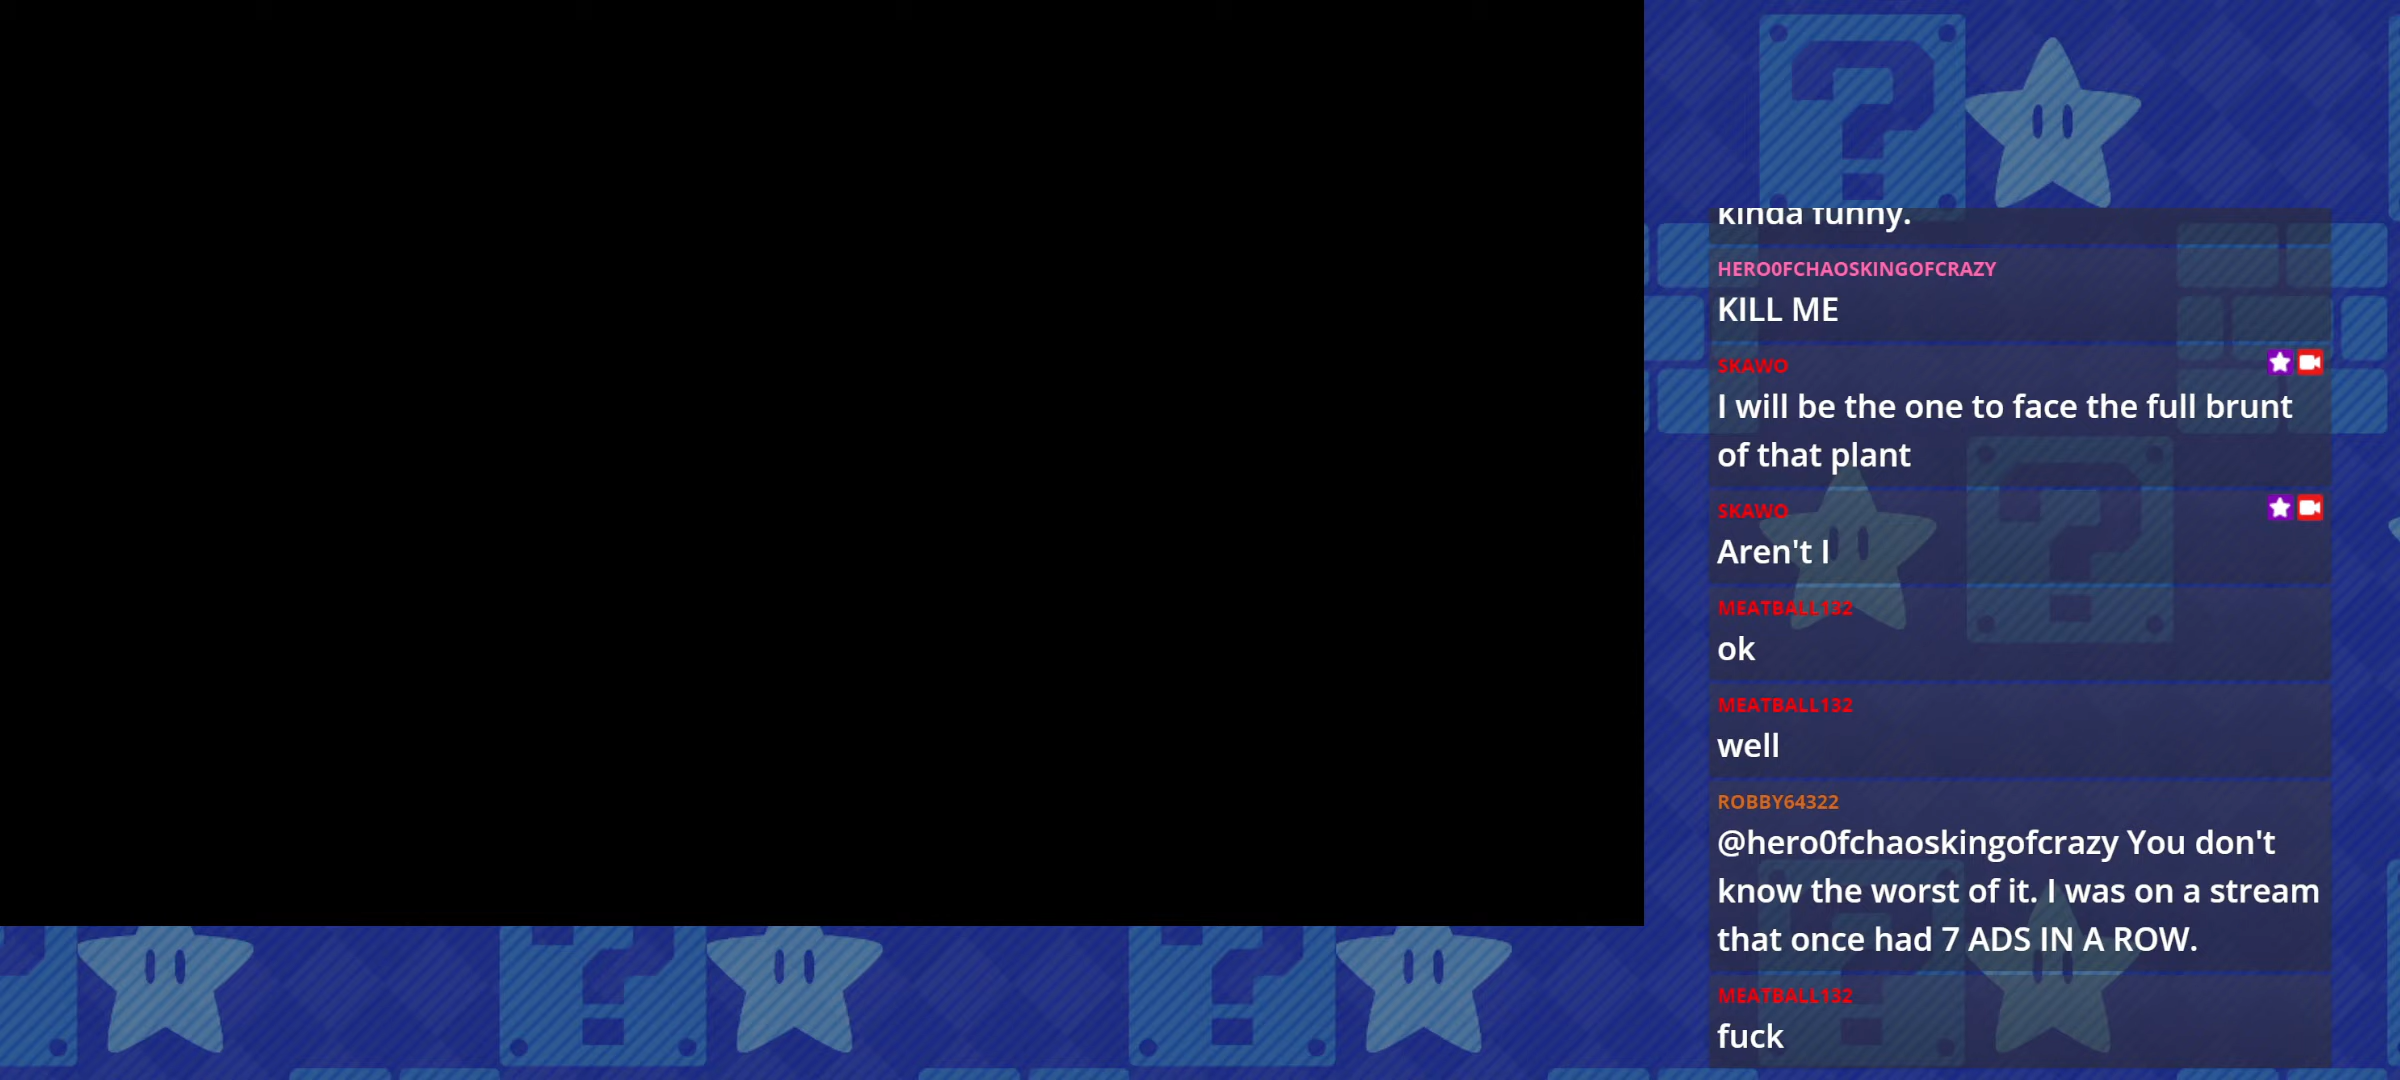 kinda funny.
HERO0FCHAOSKINGOFCRAZY
KILL ME
SKAWO
I will be the one to face the full brunt
of that plant
SKAWO
Aren't I
MEATBALL132
ok
MEATBALL132
well
ROBBY64322
@hero0fchaoskingofcrazy You don't
know the worst of it. I was on a stream
that once had 7 ADS IN A ROW.
MEATBALL132
fuck